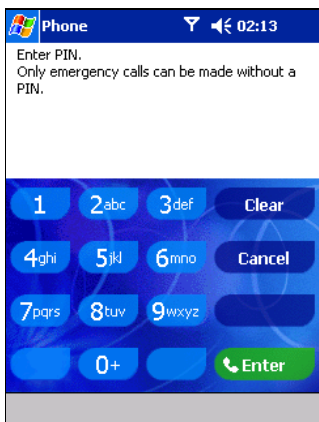 Phone 02:13
Enter PIN.
Only emergency calls can be made without a
PIN.
1 2abc 3def Clear
4ghi 5jkl 6mno Cancel
7pqrs 8tuv 9wxyz
0+ Enter